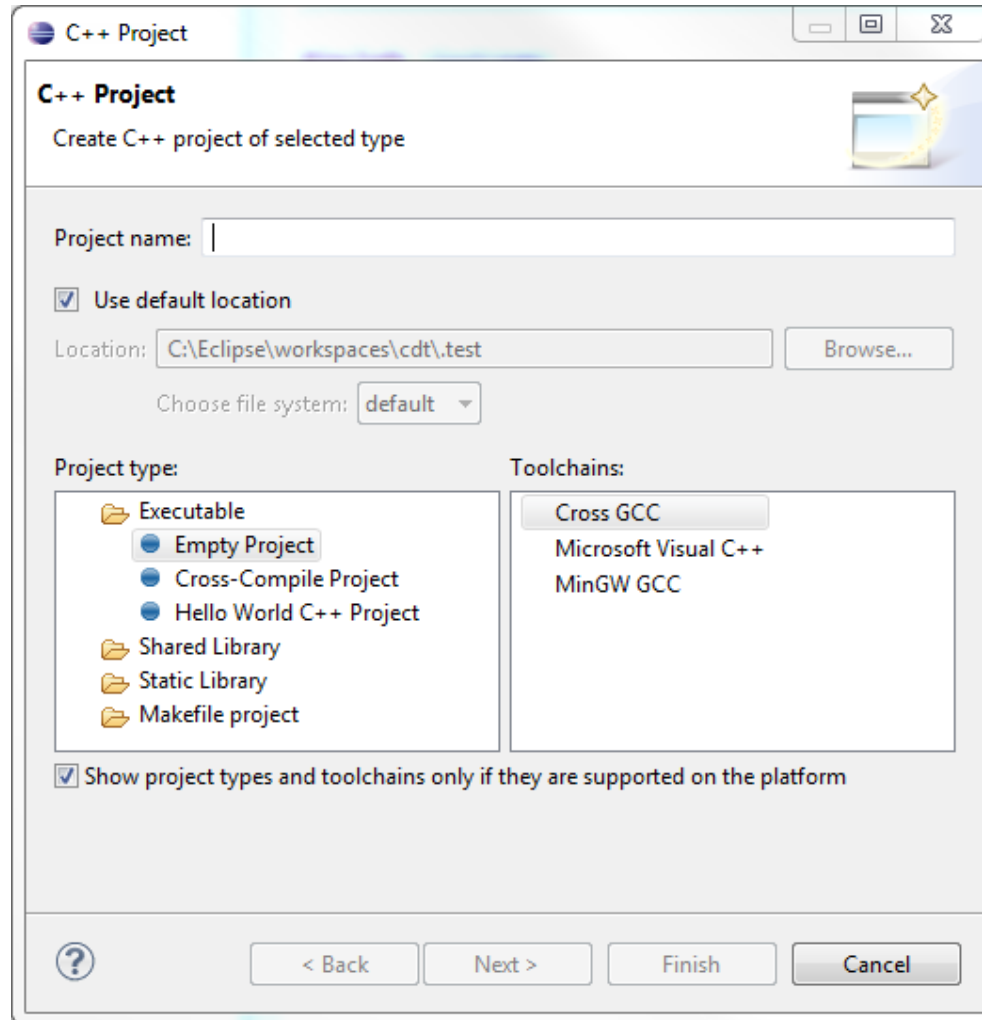 C++ Project
C++ Project
Create C++ project of selected type
Project name:
Use default location
Location: C:\Eclipse\workspaces\cdt\.test Browse...
Choose file system: default
Project type: Toolchains:
Executable Cross GCC
Empty Project Microsoft Visual C++
Cross-Compile Project MinGW GCC
Hello World C++ Project
Shared Library
Static Library
Makefile project
Show project types and toolchains only if they are supported on the platform
? < Back Next > Finish Cancel